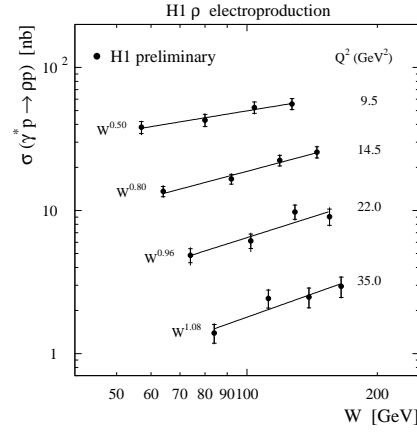 H1 ρ electroproduction
σ (γ* p → ρp) [nb]
H1 preliminary
Q² (GeV²)
10²
W^0.50
9.5
W^0.80
14.5
10
W^0.96
22.0
W^1.08
35.0
1
50 60 70 80 90 100 200
W [GeV]